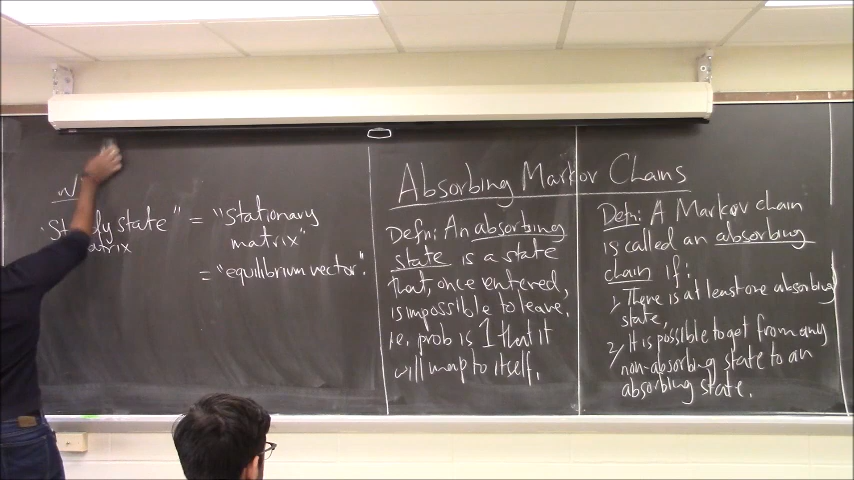 "Steady state" = "stationary
matrix"
= "equilibrium vector".
Absorbing Markov Chains
Defn: An absorbing
state is a state
that, once entered,
is impossible to leave.
i.e. prob is 1 that it
will map to itself.
Defn: A Markov chain
is called an absorbing
chain if:
1) There is at least one absorbing
state,
2) It is possible to get from any
non-absorbing state to an
absorbing state.